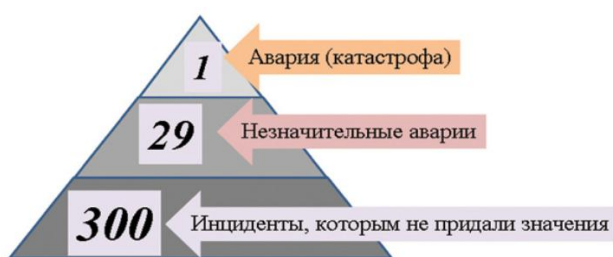 1
Авария (катастрофа)
29
Незначительные аварии
300
Инциденты, которым не придали значения